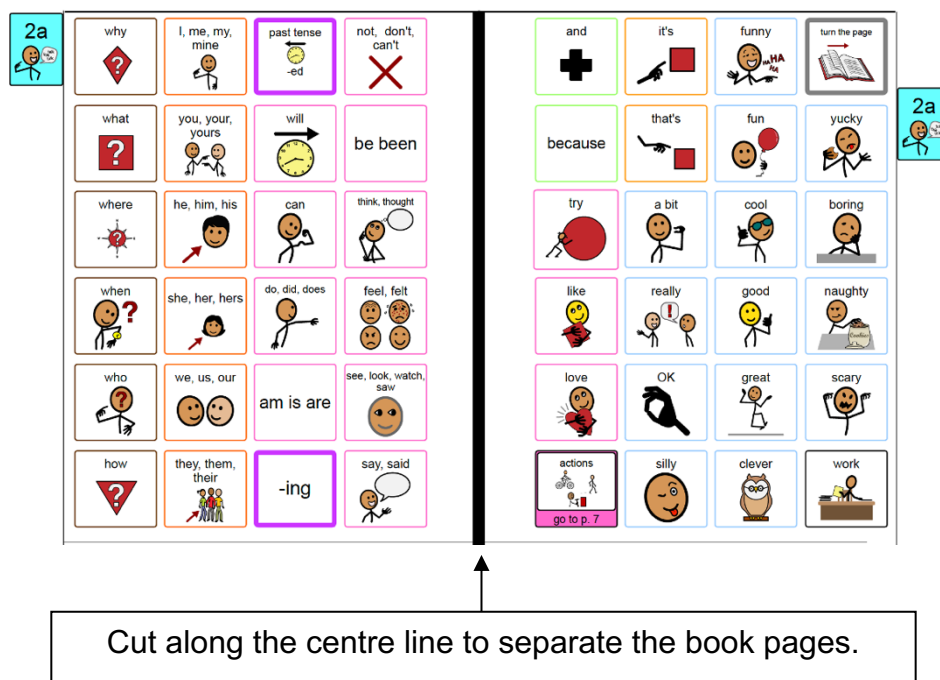 2a
why
I, me, my,
mine
past tense
-ed
not, don't,
can't
what
you, your,
yours
will
be been
where
he, him, his
can
think, thought
when
she, her, hers
do, did, does
feel, felt
who
we, us, our
am is are
see, look, watch,
saw
how
they, them,
their
-ing
say, said
and
it's
funny
HA HA
HA
turn the page
2a
because
that's
fun
yucky
try
a bit
cool
boring
like
really
good
naughty
Cookies
love
OK
great
scary
actions
go to p. 7
silly
clever
work
Cut along the centre line to separate the book pages.